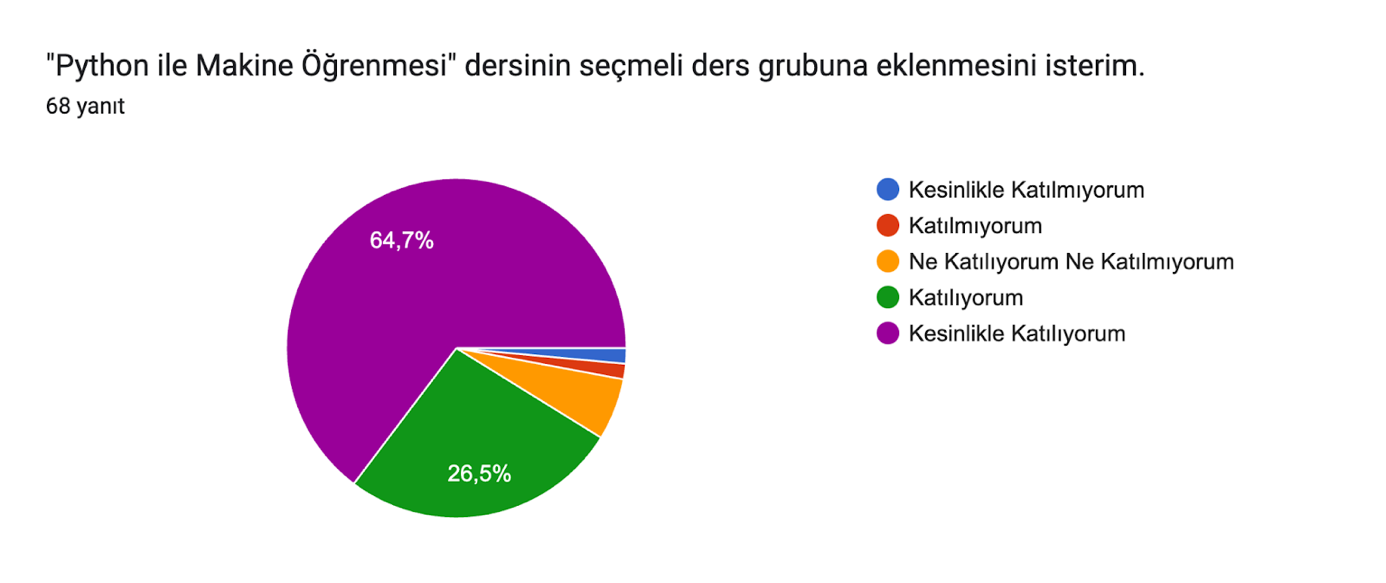 "Python ile Makine Öğrenmesi" dersinin seçmeli ders grubuna eklenmesini isterim.
68 yanıt
64,7%
26,5%
Kesinlikle Katılmıyorum
Katılmıyorum
Ne Katılıyorum Ne Katılmıyorum
Katılıyorum
Kesinlikle Katılıyorum